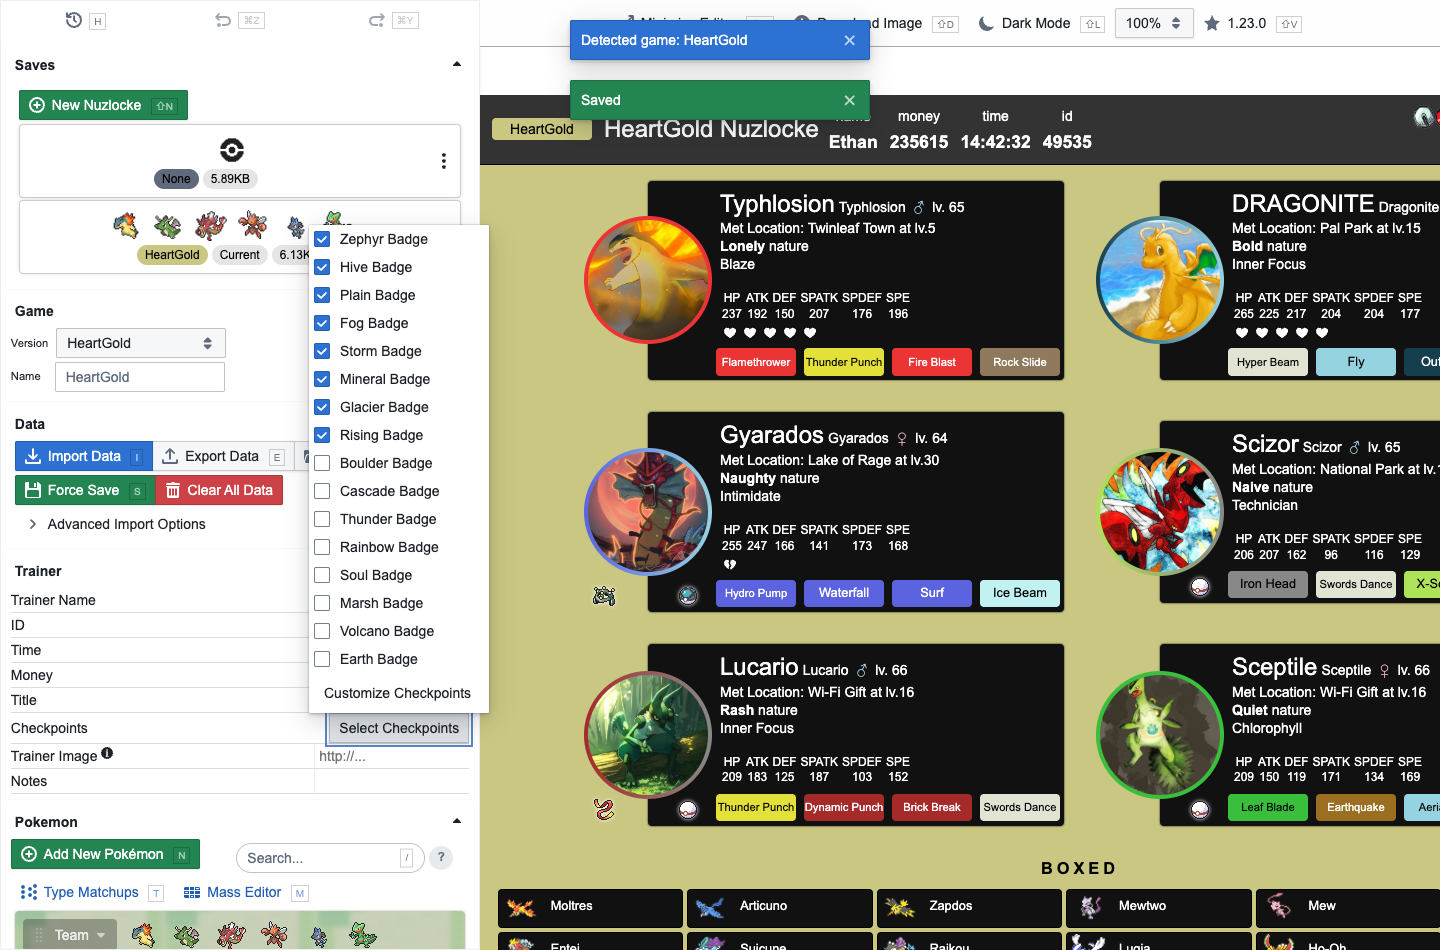 H
⌘Z
⌘Y
Download Image
⇧D
Dark Mode
⇧L
100%
1.23.0
⇧V
Detected game: HeartGold
Saves
New Nuzlocke ⇧N
Saved
None
5.89KB
HeartGold
Current
HeartGold
HeartGold Nuzlocke
money
time
id
Ethan
235615
14:42:32
49535
Zephyr Badge
Hive Badge
Plain Badge
Fog Badge
Storm Badge
Mineral Badge
Glacier Badge
Rising Badge
Boulder Badge
Cascade Badge
Thunder Badge
Rainbow Badge
Soul Badge
Marsh Badge
Volcano Badge
Earth Badge
Customize Checkpoints
Game
Version
HeartGold
Name
HeartGold
Data
Import Data I
Export Data E
Force Save S
Clear All Data
Advanced Import Options
Trainer
Trainer Name
ID
Time
Money
Title
Checkpoints
Select Checkpoints
Trainer Image
http://...
Notes
Pokemon
Add New Pokémon N
Search... /
?
Type Matchups T
Mass Editor M
Team
Typhlosion Typhlosion ♂ lv. 65
Met Location: Twinleaf Town at lv.5
Lonely nature
Blaze
HP ATK DEF SPATK SPDEF SPE
237 192 150 207 176 196
Flamethrower
Thunder Punch
Fire Blast
Rock Slide
DRAGONITE Dragonite
Met Location: Pal Park at lv.15
Bold nature
Inner Focus
HP ATK DEF SPATK SPDEF SPE
265 225 217 204 204 177
Hyper Beam
Fly
Gyarados Gyarados ♀ lv. 64
Met Location: Lake of Rage at lv.30
Naughty nature
Intimidate
HP ATK DEF SPATK SPDEF SPE
255 247 166 141 173 168
Hydro Pump
Waterfall
Surf
Ice Beam
Scizor Scizor ♂ lv. 65
Met Location: National Park at lv.
Naive nature
Technician
HP ATK DEF SPATK SPDEF SPE
206 207 162 96 116 129
Iron Head
Swords Dance
Lucario Lucario ♂ lv. 66
Met Location: Wi-Fi Gift at lv.16
Rash nature
Inner Focus
HP ATK DEF SPATK SPDEF SPE
209 183 125 187 103 152
Thunder Punch
Dynamic Punch
Brick Break
Swords Dance
Sceptile Sceptile ♀ lv. 66
Met Location: Wi-Fi Gift at lv.16
Quiet nature
Chlorophyll
HP ATK DEF SPATK SPDEF SPE
209 150 119 171 134 169
Leaf Blade
Earthquake
BOXED
Moltres
Articuno
Zapdos
Mewtwo
Mew
Entei
Suicune
Raikou
Lugia
Ho-Oh